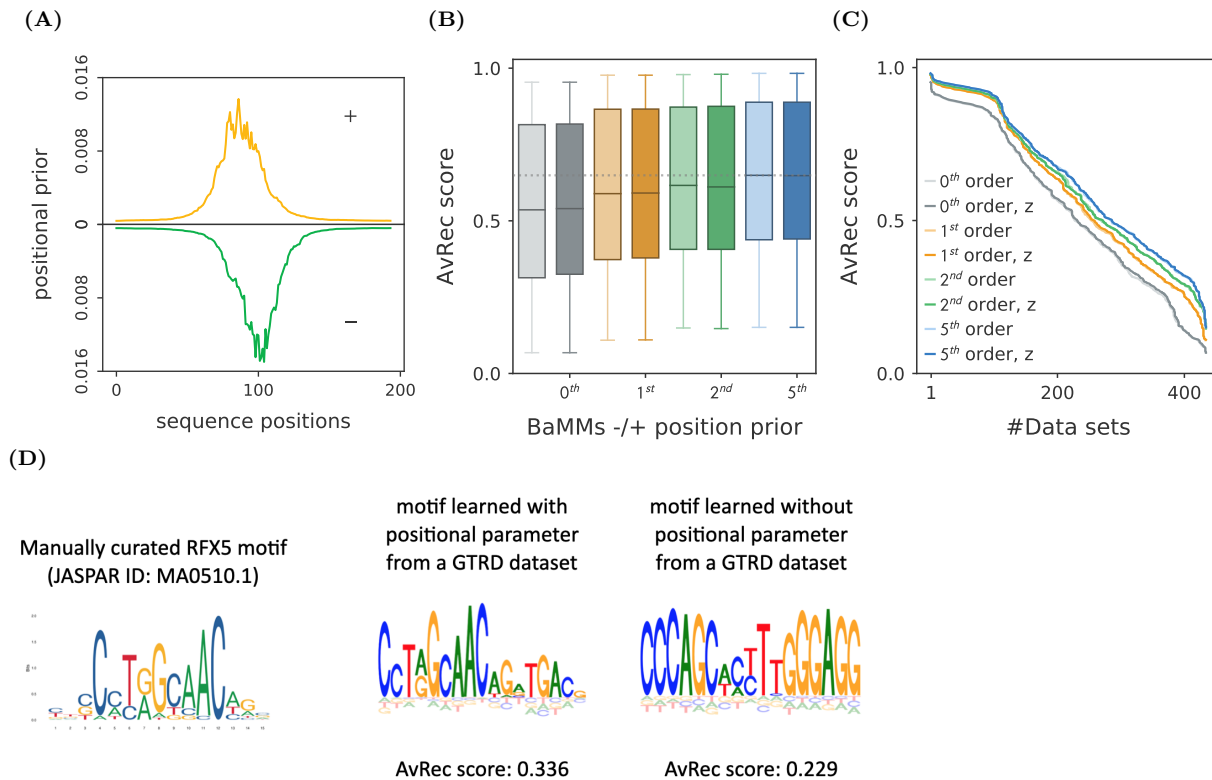 (A)
0.016
0.008
0
0.008
0.016
positional prior
+
−
0
100
200
sequence positions
(B)
1.0
0.5
0.0
AvRec score
0th
1st
2nd
5th
BaMMs -/+ position prior
(C)
1.0
0.5
0.0
AvRec score
0th order
0th order, z
1st order
1st order, z
2nd order
2nd order, z
5th order
5th order, z
1
200
400
#Data sets
(D)
Manually curated RFX5 motif
(JASPAR ID: MA0510.1)
motif learned with
positional parameter
from a GTRD dataset
AvRec score: 0.336
motif learned without
positional parameter
from a GTRD dataset
AvRec score: 0.229